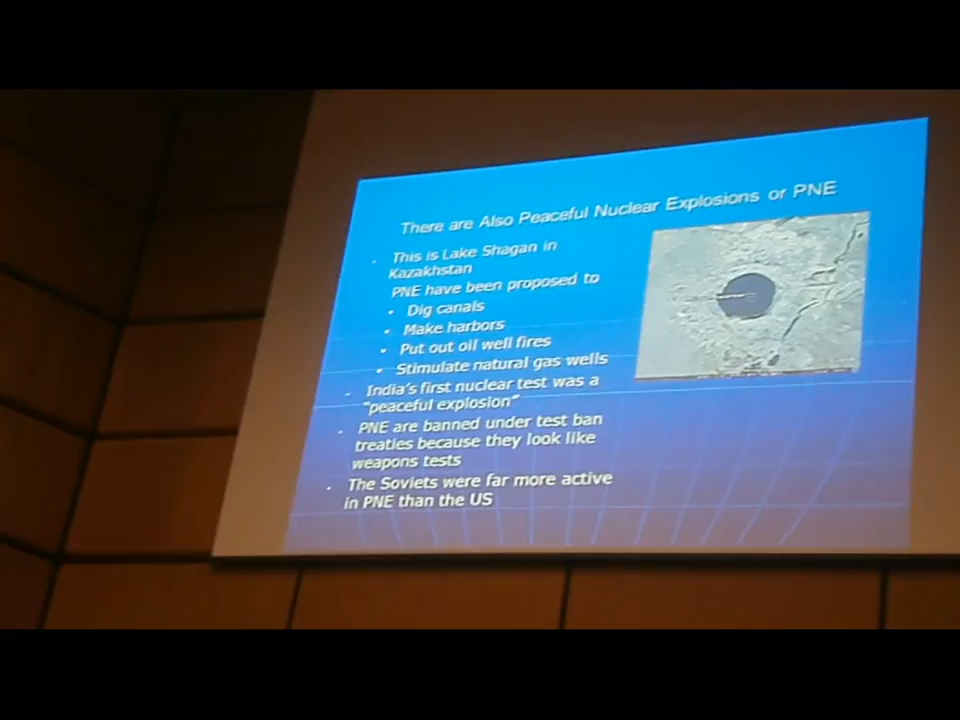 There are Also Peaceful Nuclear Explosions or PNE
This is Lake Shagan in
Kazakhstan
PNE have been proposed to
Dig canals
Make harbors
Put out oil well fires
Stimulate natural gas wells
India's first nuclear test was a
"peaceful explosion"
PNE are banned under test ban
treaties because they look like
weapons tests
The Soviets were far more active
in PNE than the US